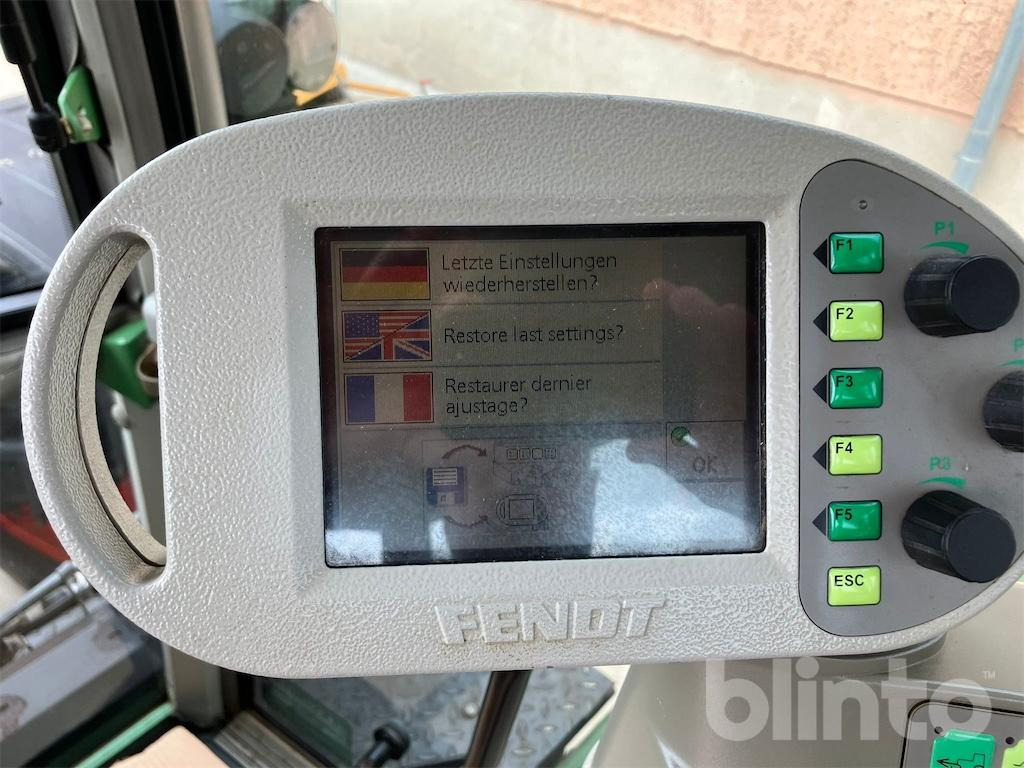 Letzte Einstellungen
wiederherstellen?
Restore last settings?
Restaurer dernier
ajustage?
OK
F1
F2
F3
F4
F5
ESC
P1
P3
FENDT
blinto™